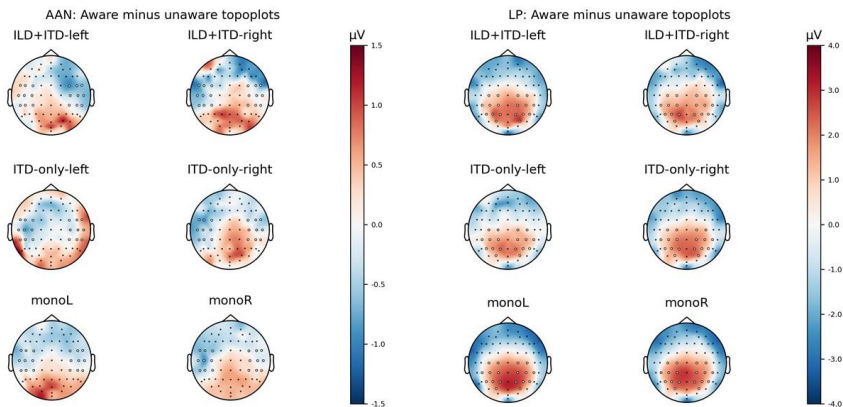 AAN: Aware minus unaware topoplots
ILD+ITD-left
ILD+ITD-right
µV
1.5
1.0
0.5
0.0
-0.5
-1.0
-1.5
ITD-only-left
ITD-only-right
monoL
monoR
LP: Aware minus unaware topoplots
ILD+ITD-left
ILD+ITD-right
µV
4.0
3.0
2.0
1.0
0.0
-1.0
-2.0
-3.0
-4.0
ITD-only-left
ITD-only-right
monoL
monoR